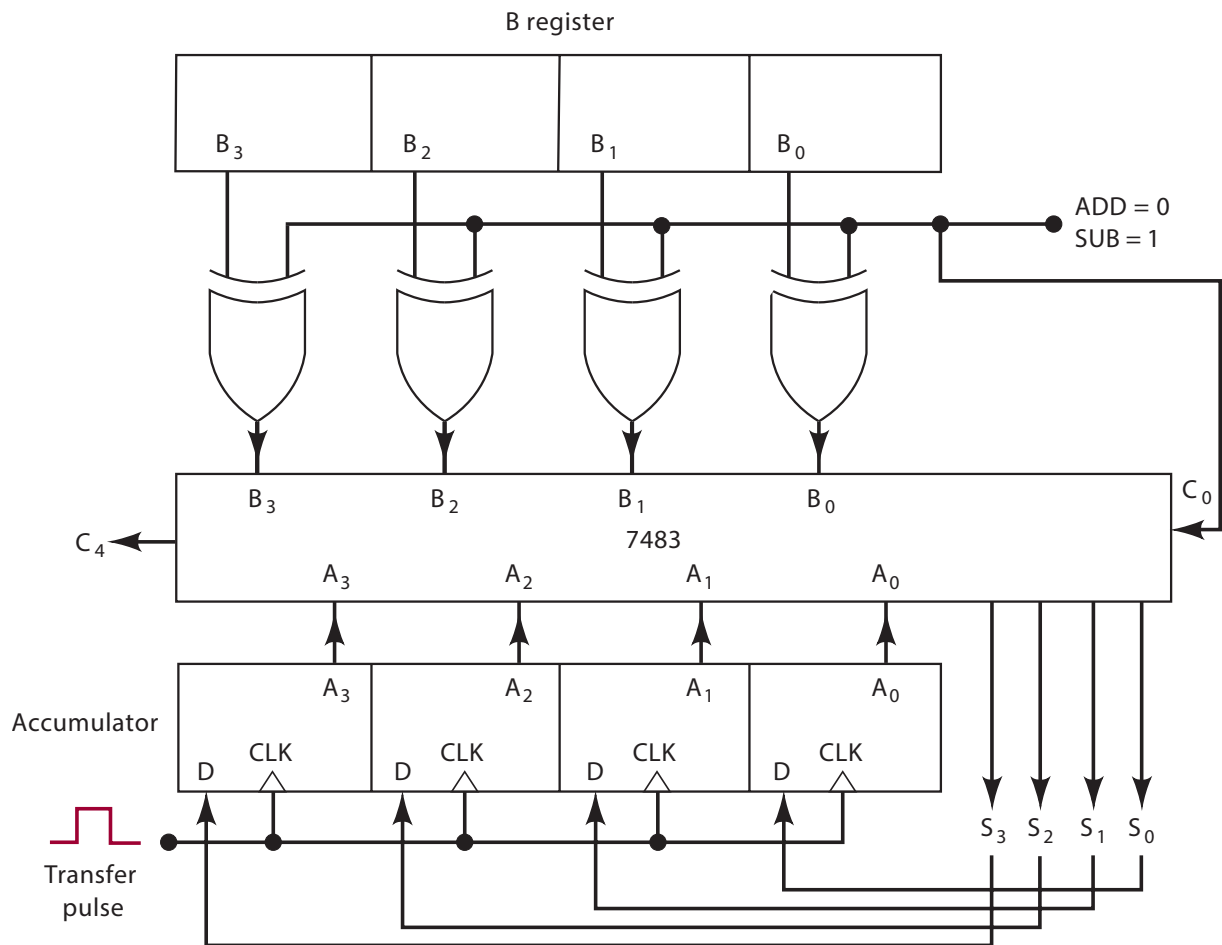 B register
B3 B2 B1 B0
ADD = 0
SUB = 1
B3 B2 B1 B0
C0
7483
C4
A3 A2 A1 A0
A3 A2 A1 A0
Accumulator
CLK CLK CLK CLK
D D D D
S3 S2 S1 S0
Transfer
pulse